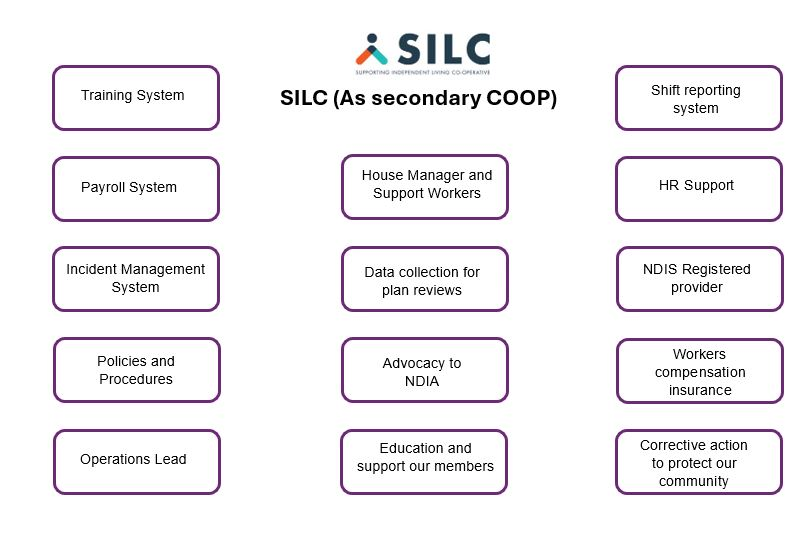 SILC
SUPPORTING INDEPENDENT LIVING CO-OPERATIVE
SILC (As secondary COOP)
Training System
Payroll System
Incident Management
System
Policies and
Procedures
Operations Lead
House Manager and
Support Workers
Data collection for
plan reviews
Advocacy to
NDIA
Education and
support our members
Shift reporting
system
HR Support
NDIS Registered
provider
Workers
compensation
insurance
Corrective action
to protect our
community